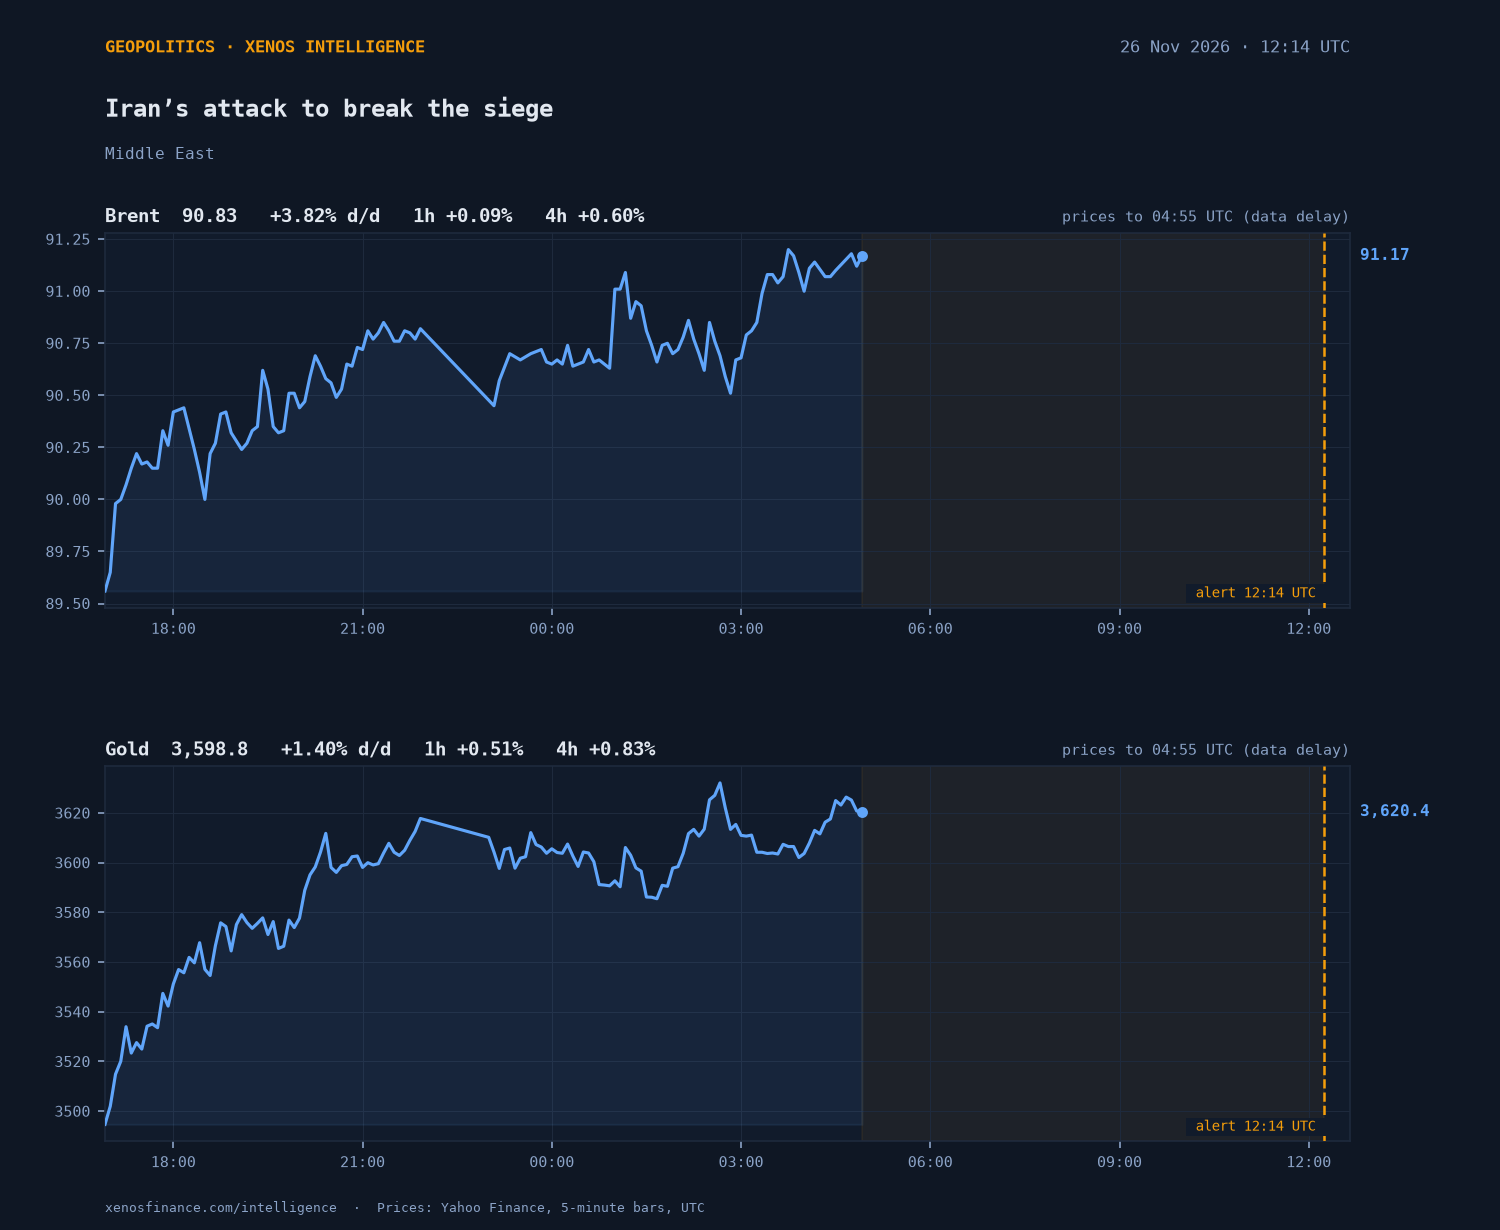 GEOPOLITICS · XENOS INTELLIGENCE
26 Nov 2026 · 12:14 UTC
Iran’s attack to break the siege
Middle East
Brent 90.83 +3.82% d/d 1h +0.09% 4h +0.60%
prices to 04:55 UTC (data delay)
91.25
91.17
91.00
90.75
90.50
90.25
90.00
89.75
89.50
alert 12:14 UTC
18:00 21:00 00:00 03:00 06:00 09:00 12:00
Gold 3,598.8 +1.40% d/d 1h +0.51% 4h +0.83%
prices to 04:55 UTC (data delay)
3,620.4
3620
3600
3580
3560
3540
3520
3500
alert 12:14 UTC
18:00 21:00 00:00 03:00 06:00 09:00 12:00
xenosfinance.com/intelligence · Prices: Yahoo Finance, 5-minute bars, UTC